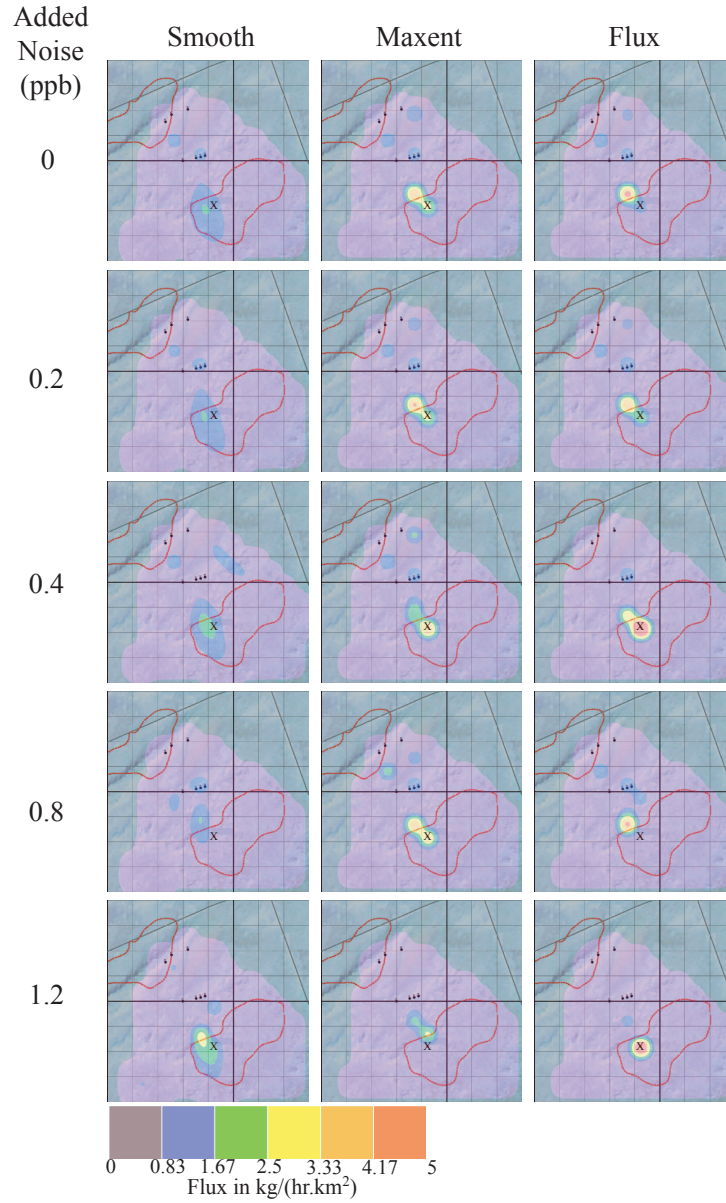 Added
Noise
(ppb)
Smooth Maxent Flux
0
X X X
0.2
X X X
0.4
X X X
0.8
X X X
1.2
X X X
0 0.83 1.67 2.5 3.33 4.17 5
Flux in kg/(hr.km²)